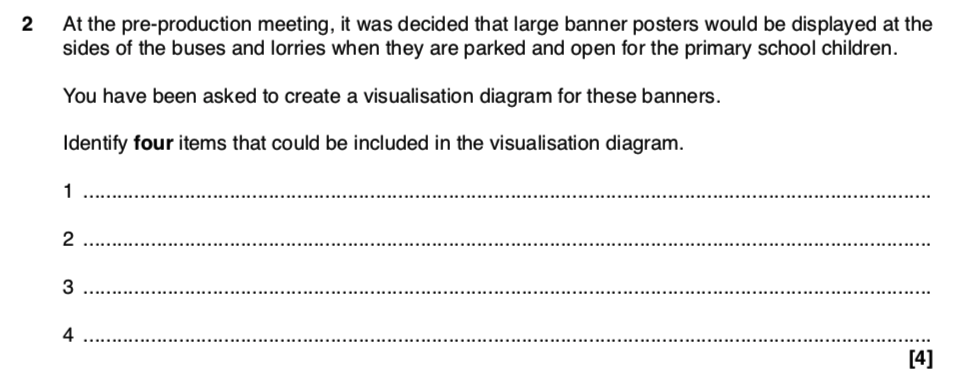 2 At the pre-production meeting, it was decided that large banner posters would be displayed at the
sides of the buses and lorries when they are parked and open for the primary school children.
You have been asked to create a visualisation diagram for these banners.
Identify four items that could be included in the visualisation diagram.
1 ..........
2 ..........
3 ..........
4 ..........
[4]